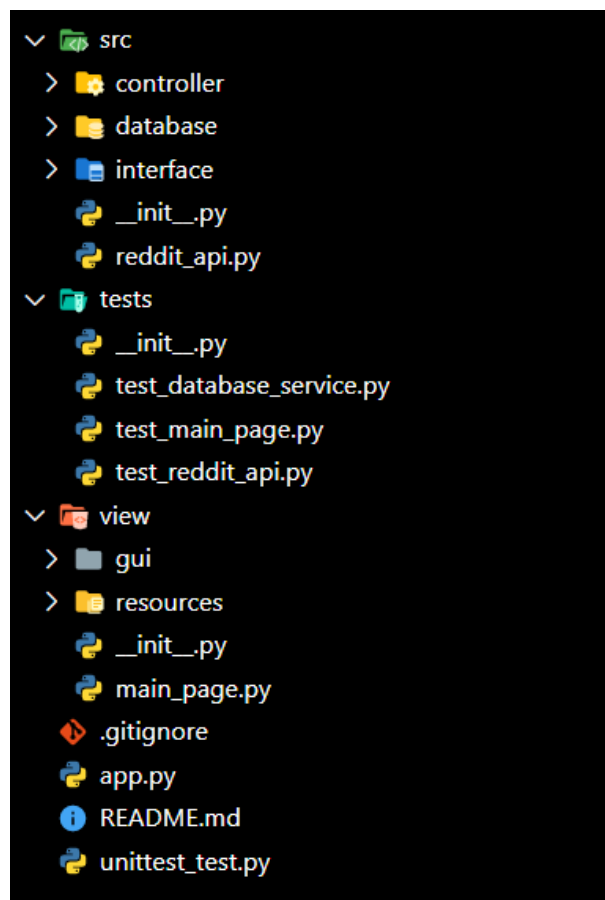 src
controller
database
interface
__init__.py
reddit_api.py
tests
__init__.py
test_database_service.py
test_main_page.py
test_reddit_api.py
view
gui
resources
__init__.py
main_page.py
.gitignore
app.py
README.md
unittest_test.py